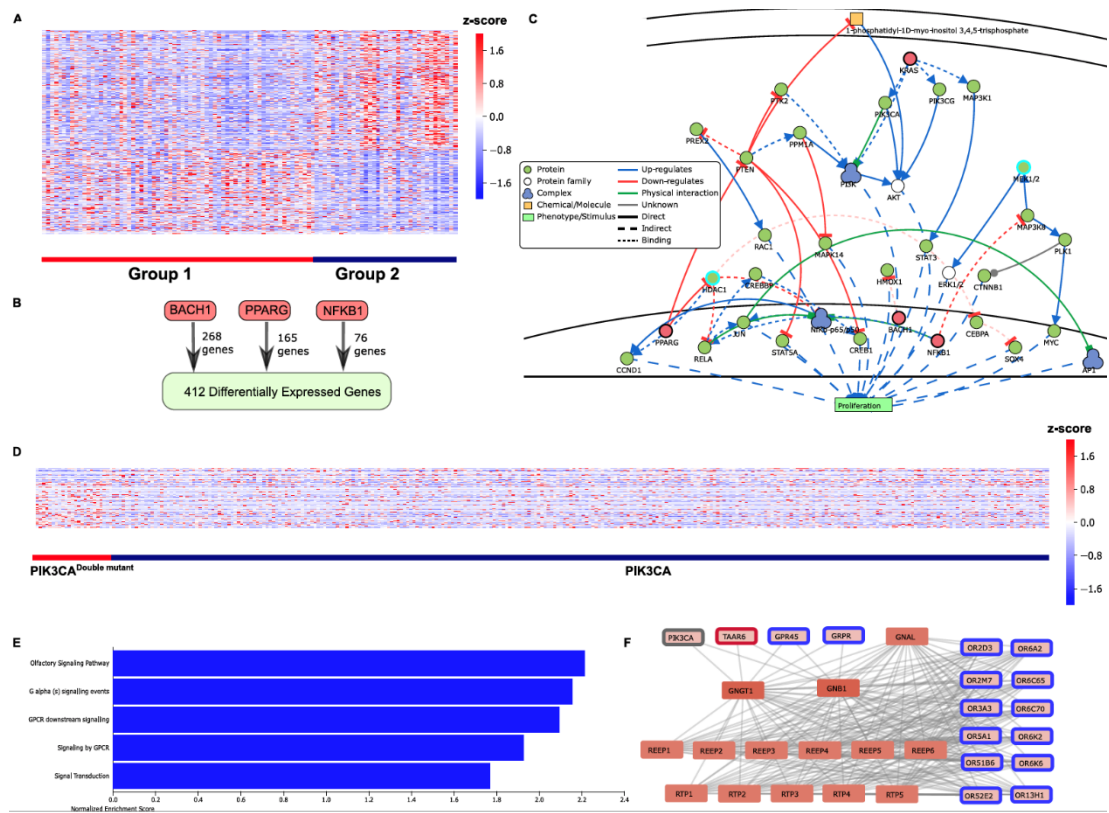 A
z-score
1.6
0.8
0.0
−0.8
−1.6
Group 1
Group 2
B
BACH1
PPARG
NFKB1
268
genes
165
genes
76
genes
412 Differentially Expressed Genes
C
1-phosphatidyl-1D-myo-inositol 3,4,5-trisphosphate
KRAS
PTK2
PIK3CA
PIK3CG
MAP3K1
PREX2
PPM1A
PTEN
PI3K
AKT
MEK1/2
Protein
Protein family
Complex
Chemical/Molecule
Phenotype/Stimulus
Up-regulates
Down-regulates
Physical interaction
Unknown
Direct
Indirect
Binding
MAP3K8
RAC1
MAPK14
STAT3
PLK1
HDAC1
CREBBP
HMOX1
ERK1/2
CTNNB1
PPARG
JUN
NFKb-p65/p50
BACH1
NFKB1
CEBPA
MYC
CCND1
RELA
STAT5A
CREB1
SOX4
AP1
Proliferation
D
z-score
1.6
0.8
0.0
−0.8
−1.6
PIK3CA Double mutant
PIK3CA
E
Olfactory Signaling Pathway
G alpha (s) signalling events
GPCR downstream signalling
Signaling by GPCR
Signal Transduction
0.0 0.2 0.4 0.6 0.8 1.0 1.2 1.4 1.6 1.8 2.0 2.2 2.4
Normalized Enrichment Score
F
PIK3CA
TAAR6
GPR45
GRPR
GNAL
OR2D3
OR6A2
GNGT1
GNB1
OR2M7
OR6C65
OR3A3
OR6C70
OR5A1
OR6K2
REEP1
REEP2
REEP3
REEP4
REEP5
REEP6
OR51B6
OR6K6
RTP1
RTP2
RTP3
RTP4
RTP5
OR52E2
OR13H1